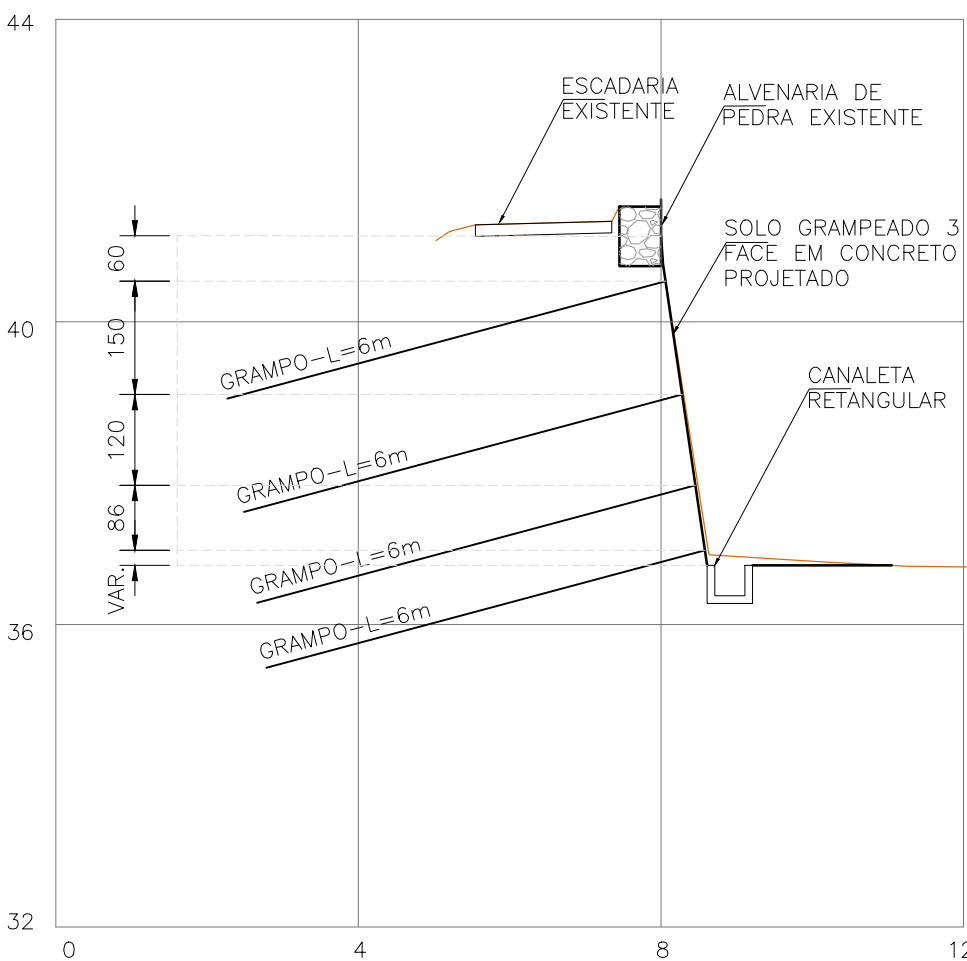 44
ESCADARIA
EXISTENTE
ALVENARIA DE
PEDRA EXISTENTE
60
SOLO GRAMPEADO 3
FACE EM CONCRETO
PROJETADO
40
150
GRAMPO-L=6m
CANALETA
RETANGULAR
120
GRAMPO-L=6m
86
GRAMPO-L=6m
VAR.
36
GRAMPO-L=6m
32
0
4
8
12